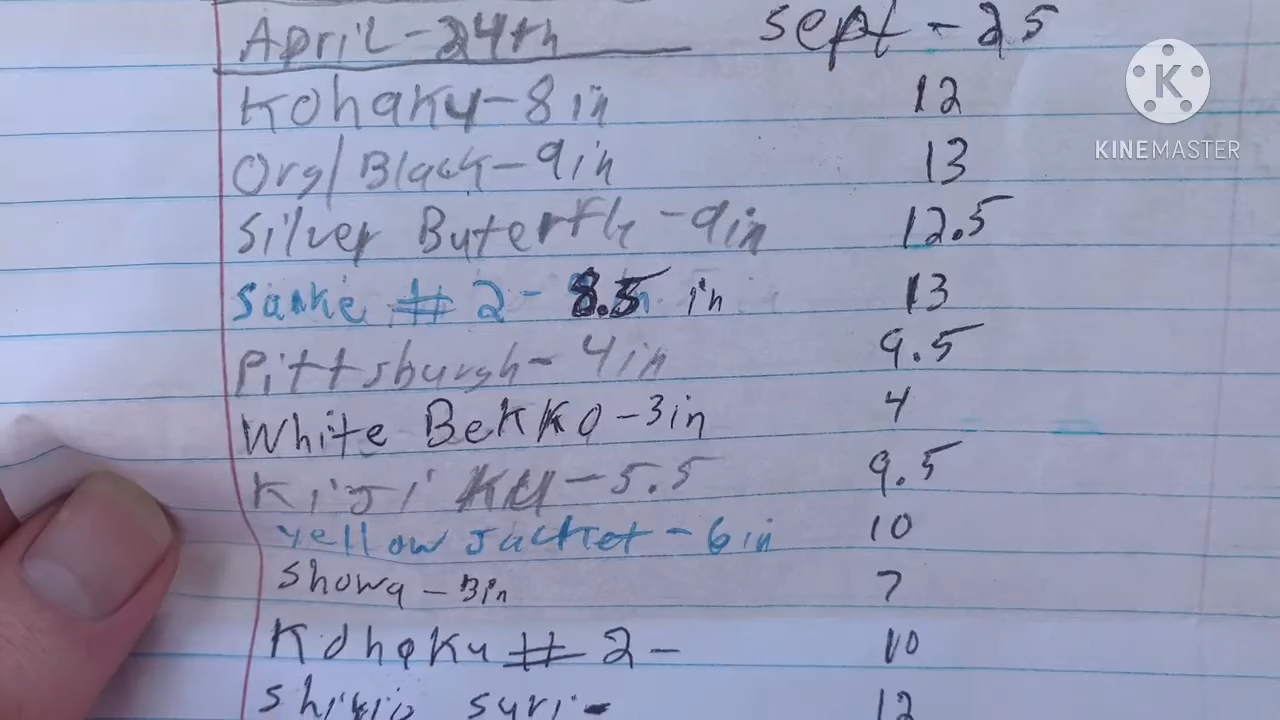 April-24th Sept-25
Kohaku-8in 12
Org/Black-9in 13
Silver Buterfly-9in 12.5
Sanke #2-8.5 in 13
Pittsburgh-4in 9.5
White Bekko-3in 4
Kiji Ku-5.5 9.5
Yellow Jacket-6in 10
Showa-3in 7
Kohaku #2- 10
12
K
KINEMASTER